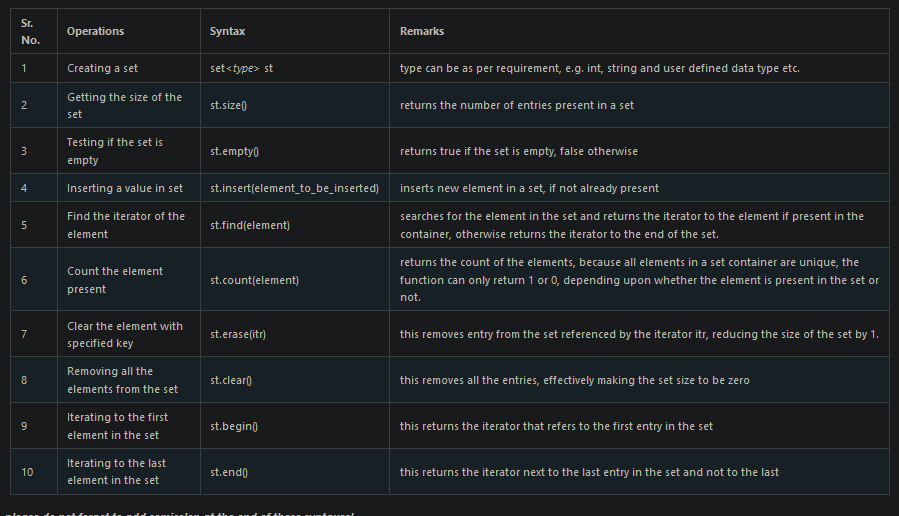 Sr.
No.
Operations
Syntax
Remarks
1
Creating a set
set<type> st
type can be as per requirement, e.g. int, string and user defined data type etc.
2
Getting the size of the
set
st.size()
returns the number of entries present in a set
3
Testing if the set is
empty
st.empty()
returns true if the set is empty, false otherwise
4
Inserting a value in set
st.insert(element_to_be_inserted)
inserts new element in a set, if not already present
5
Find the iterator of the
element
st.find(element)
searches for the element in the set and returns the iterator to the element if present in the
container, otherwise returns the iterator to the end of the set.
6
Count the element
present
st.count(element)
returns the count of the elements, because all elements in a set container are unique, the
function can only return 1 or 0, depending upon whether the element is present in the set or
not.
7
Clear the element with
specified key
st.erase(itr)
this removes entry from the set referenced by the iterator itr, reducing the size of the set by 1.
8
Removing all the
elements from the set
st.clear()
this removes all the entries, effectively making the set size to be zero
9
Iterating to the first
element in the set
st.begin()
this returns the iterator that refers to the first entry in the set
10
Iterating to the last
element in the set
st.end()
this returns the iterator next to the last entry in the set and not to the last